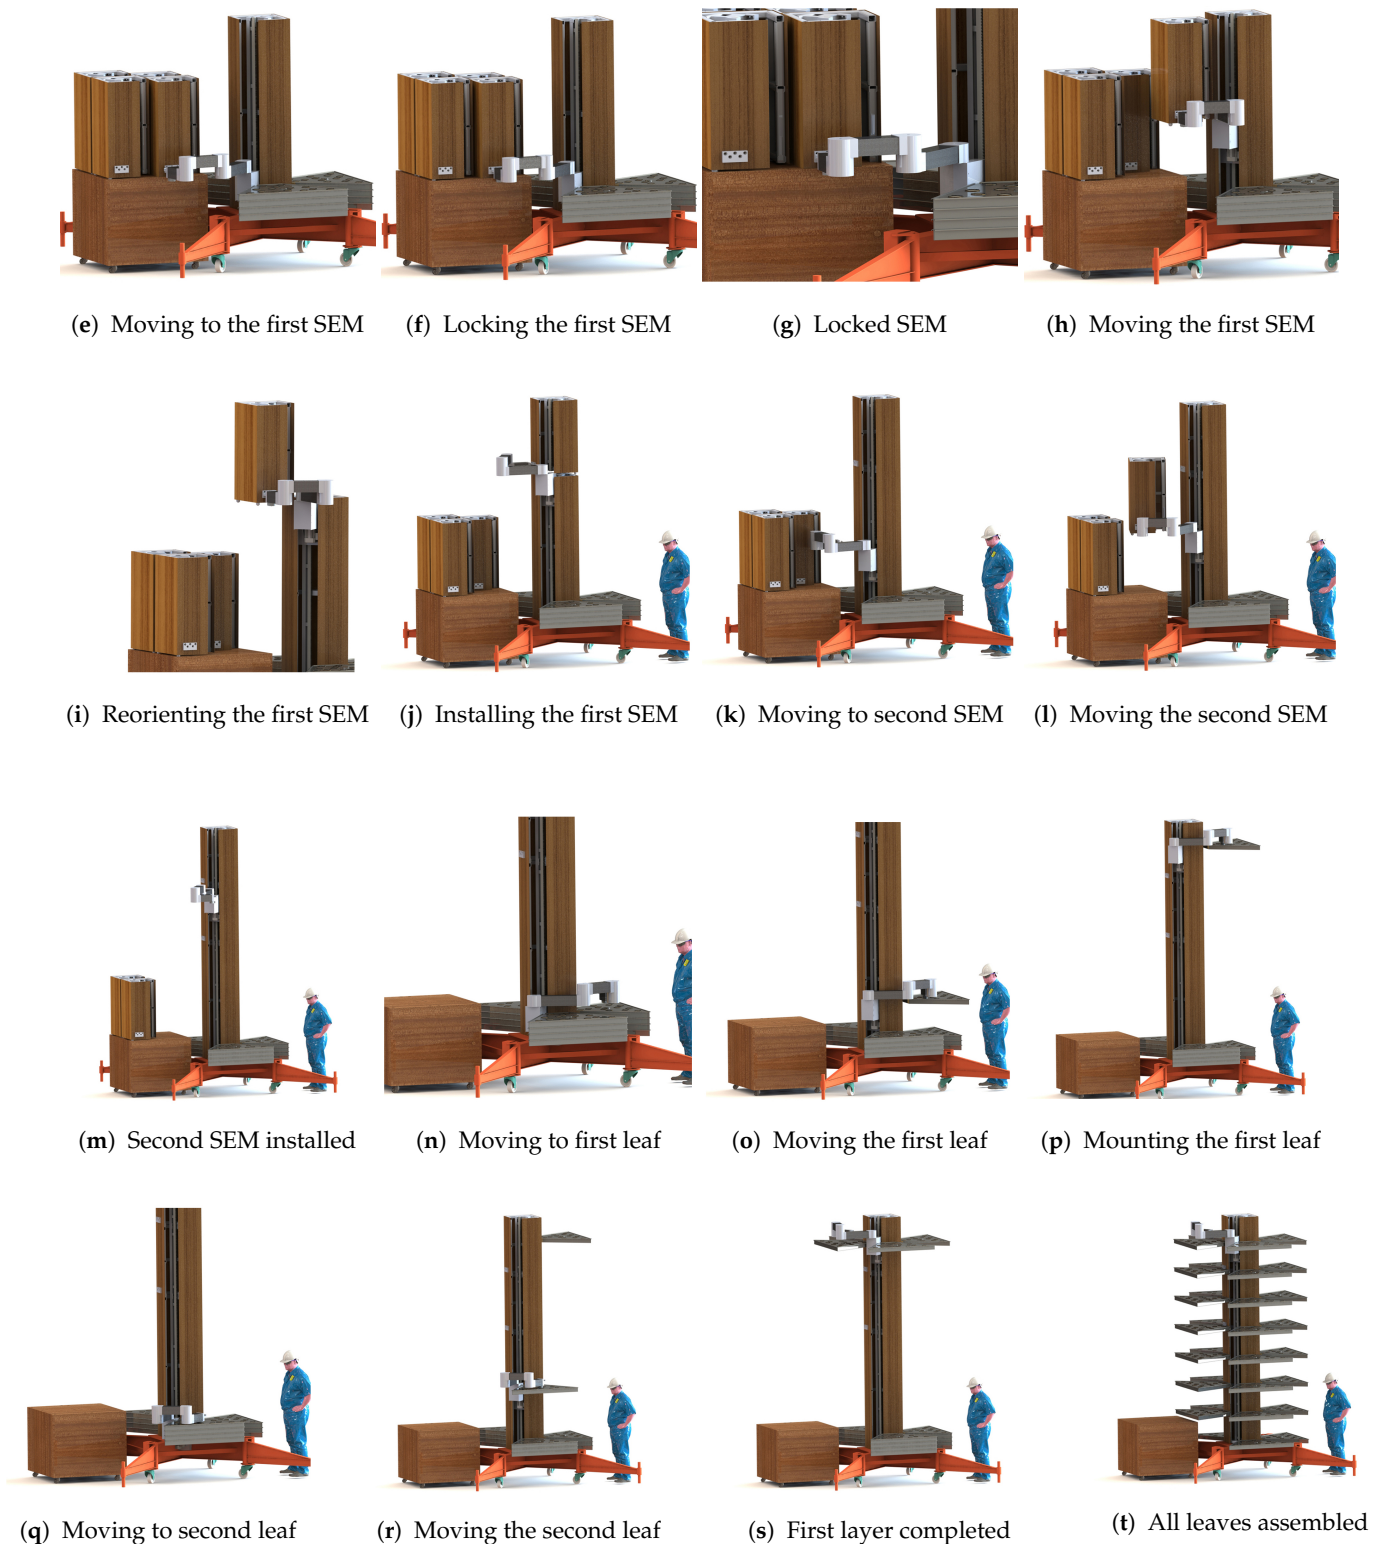 (e) Moving to the first SEM
(f) Locking the first SEM
(g) Locked SEM
(h) Moving the first SEM
(i) Reorienting the first SEM
(j) Installing the first SEM
(k) Moving to second SEM
(l) Moving the second SEM
(m) Second SEM installed
(n) Moving to first leaf
(o) Moving the first leaf
(p) Mounting the first leaf
(q) Moving to second leaf
(r) Moving the second leaf
(s) First layer completed
(t) All leaves assembled